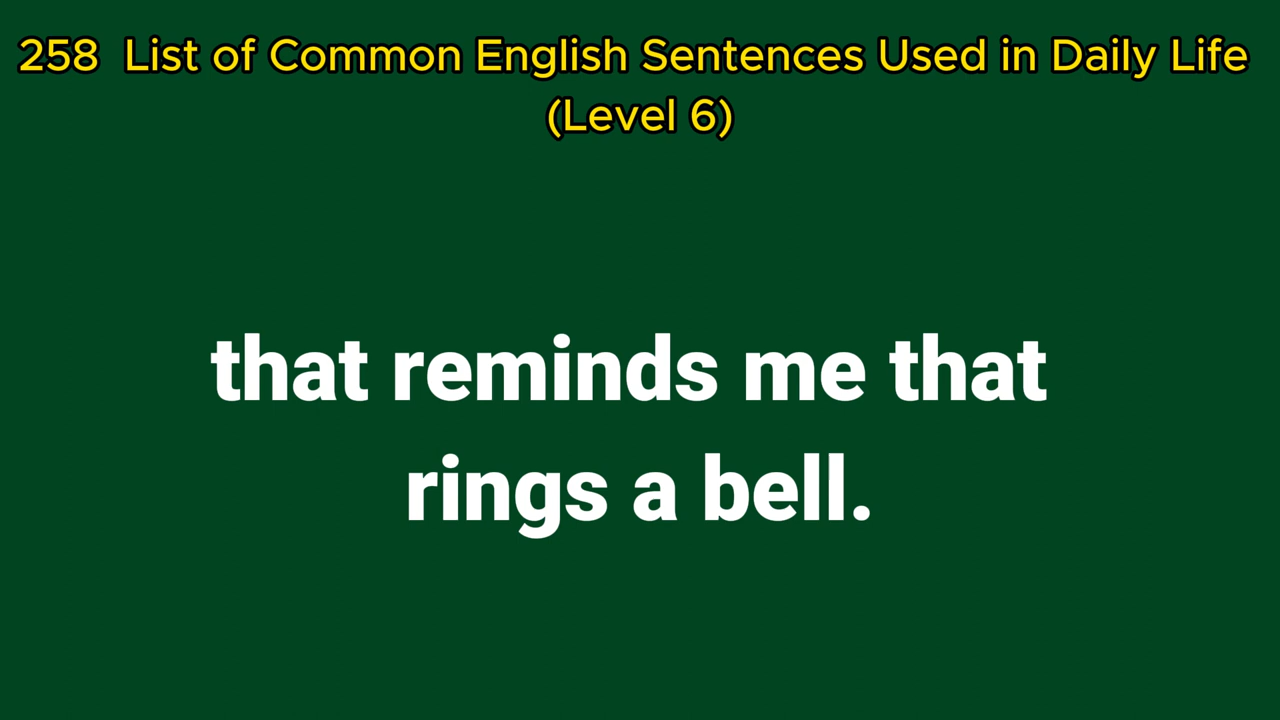 258 List of Common English Sentences Used in Daily Life
(Level 6)
that reminds me that
rings a bell.